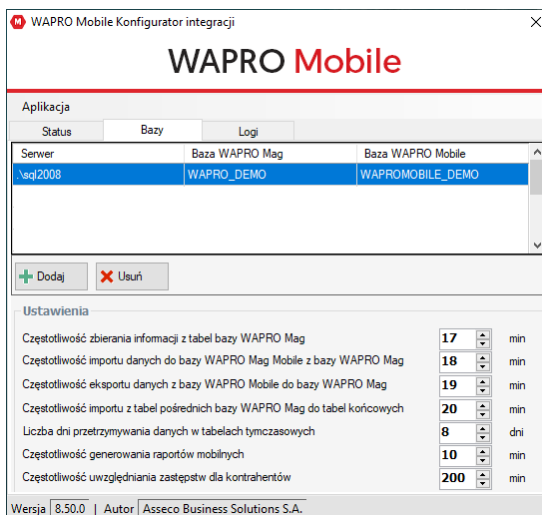 WAPRO Mobile Konfigurator integracji
WAPRO Mobile
Aplikacja
Status Bazy Logi
Serwer Baza WAPRO Mag Baza WAPRO Mobile
.\sql2008 WAPRO_DEMO WAPROMOBILE_DEMO
Dodaj Usuń
Ustawienia
Częstotliwość zbierania informacji z tabel bazy WAPRO Mag 17 min
Częstotliwość importu danych do bazy WAPRO Mag Mobile z bazy WAPRO Mag 18 min
Częstotliwość eksportu danych z bazy WAPRO Mobile do bazy WAPRO Mag 19 min
Częstotliwość importu z tabel pośrednich bazy WAPRO Mag do tabel końcowych 20 min
Liczba dni przetrzymywania danych w tabelach tymczasowych 8 dni
Częstotliwość generowania raportów mobilnych 10 min
Częstotliwość uwzględniania zastępstw dla kontrahentów 200 min
Wersja 8.50.0 | Autor Asseco Business Solutions S.A.